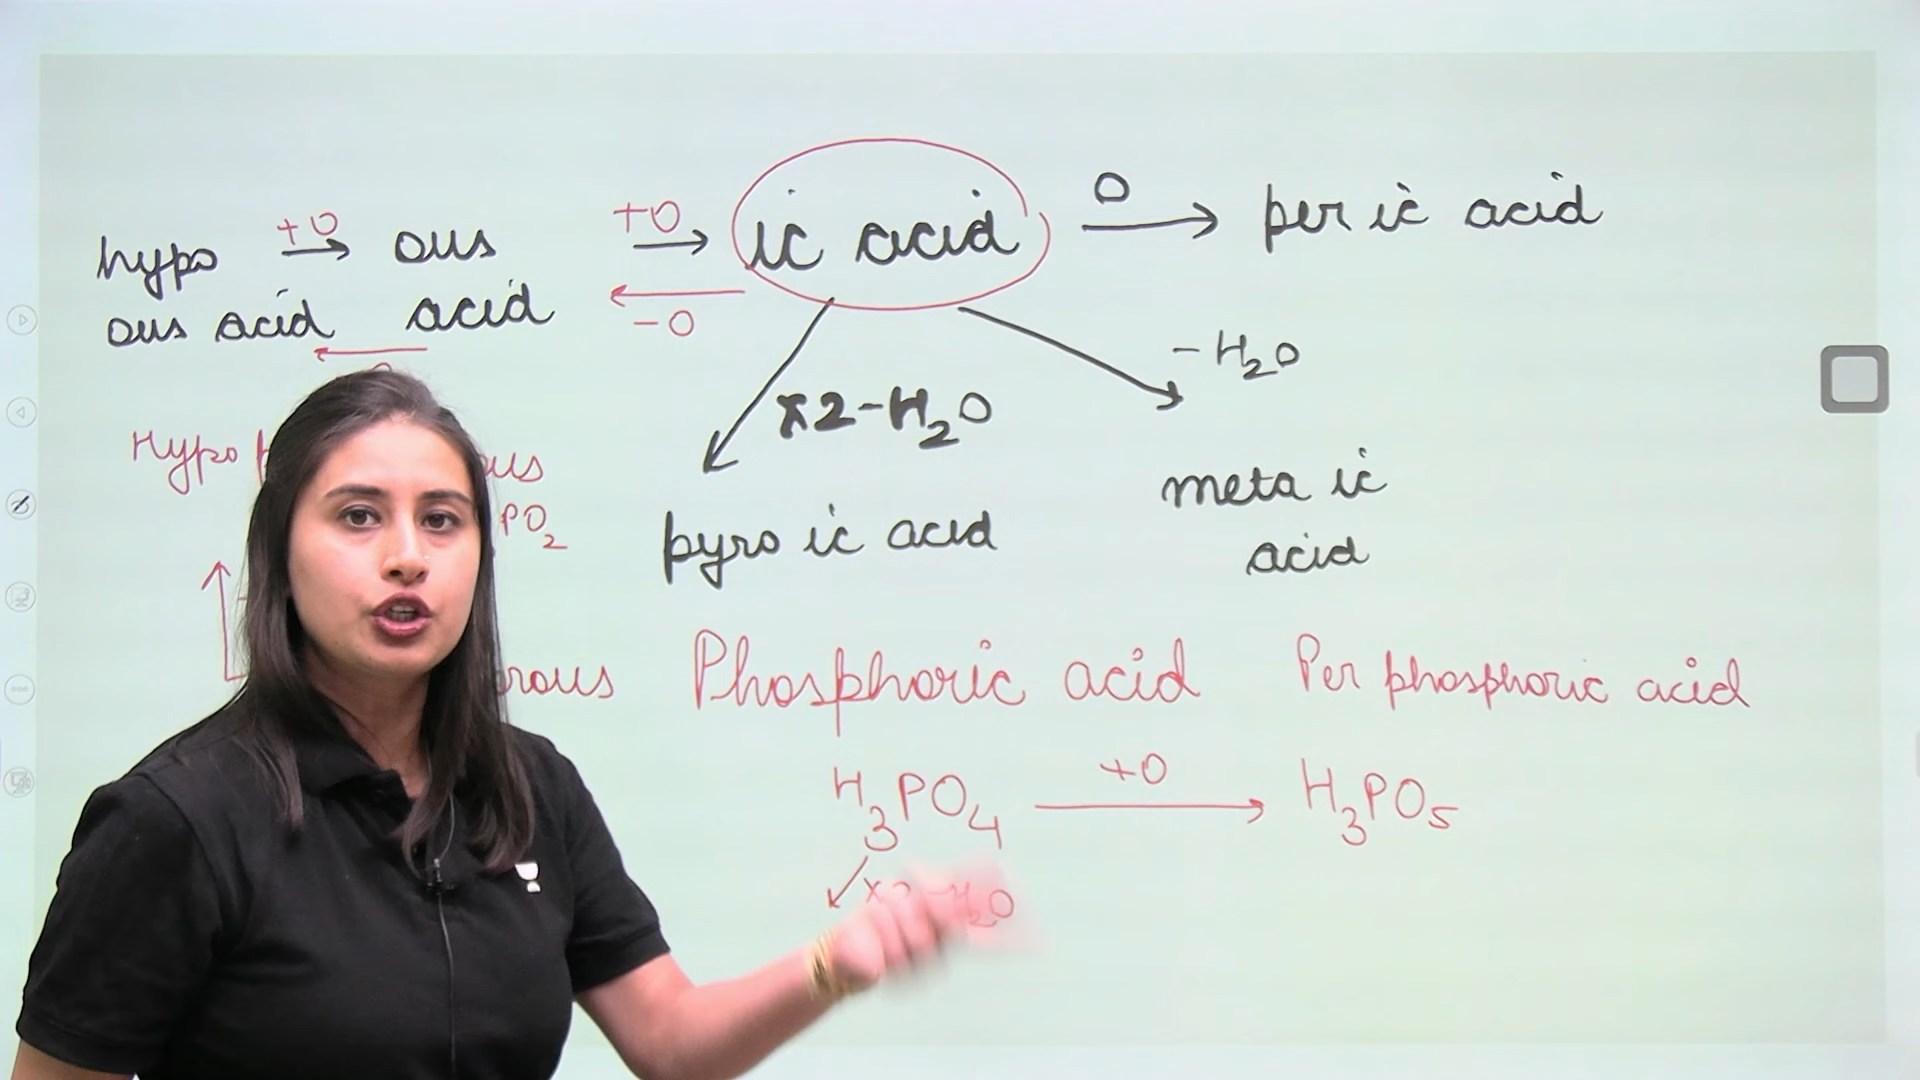 +O +O O
hypo → ous → ic acid → per ic acid
ous acid acid
-O
-H2O
x2-H2O
Hypo
PO2
pyro ic acid
meta ic
acid
Phosphoric acid Per phosphoric acid
H3PO4 +O → H3PO5